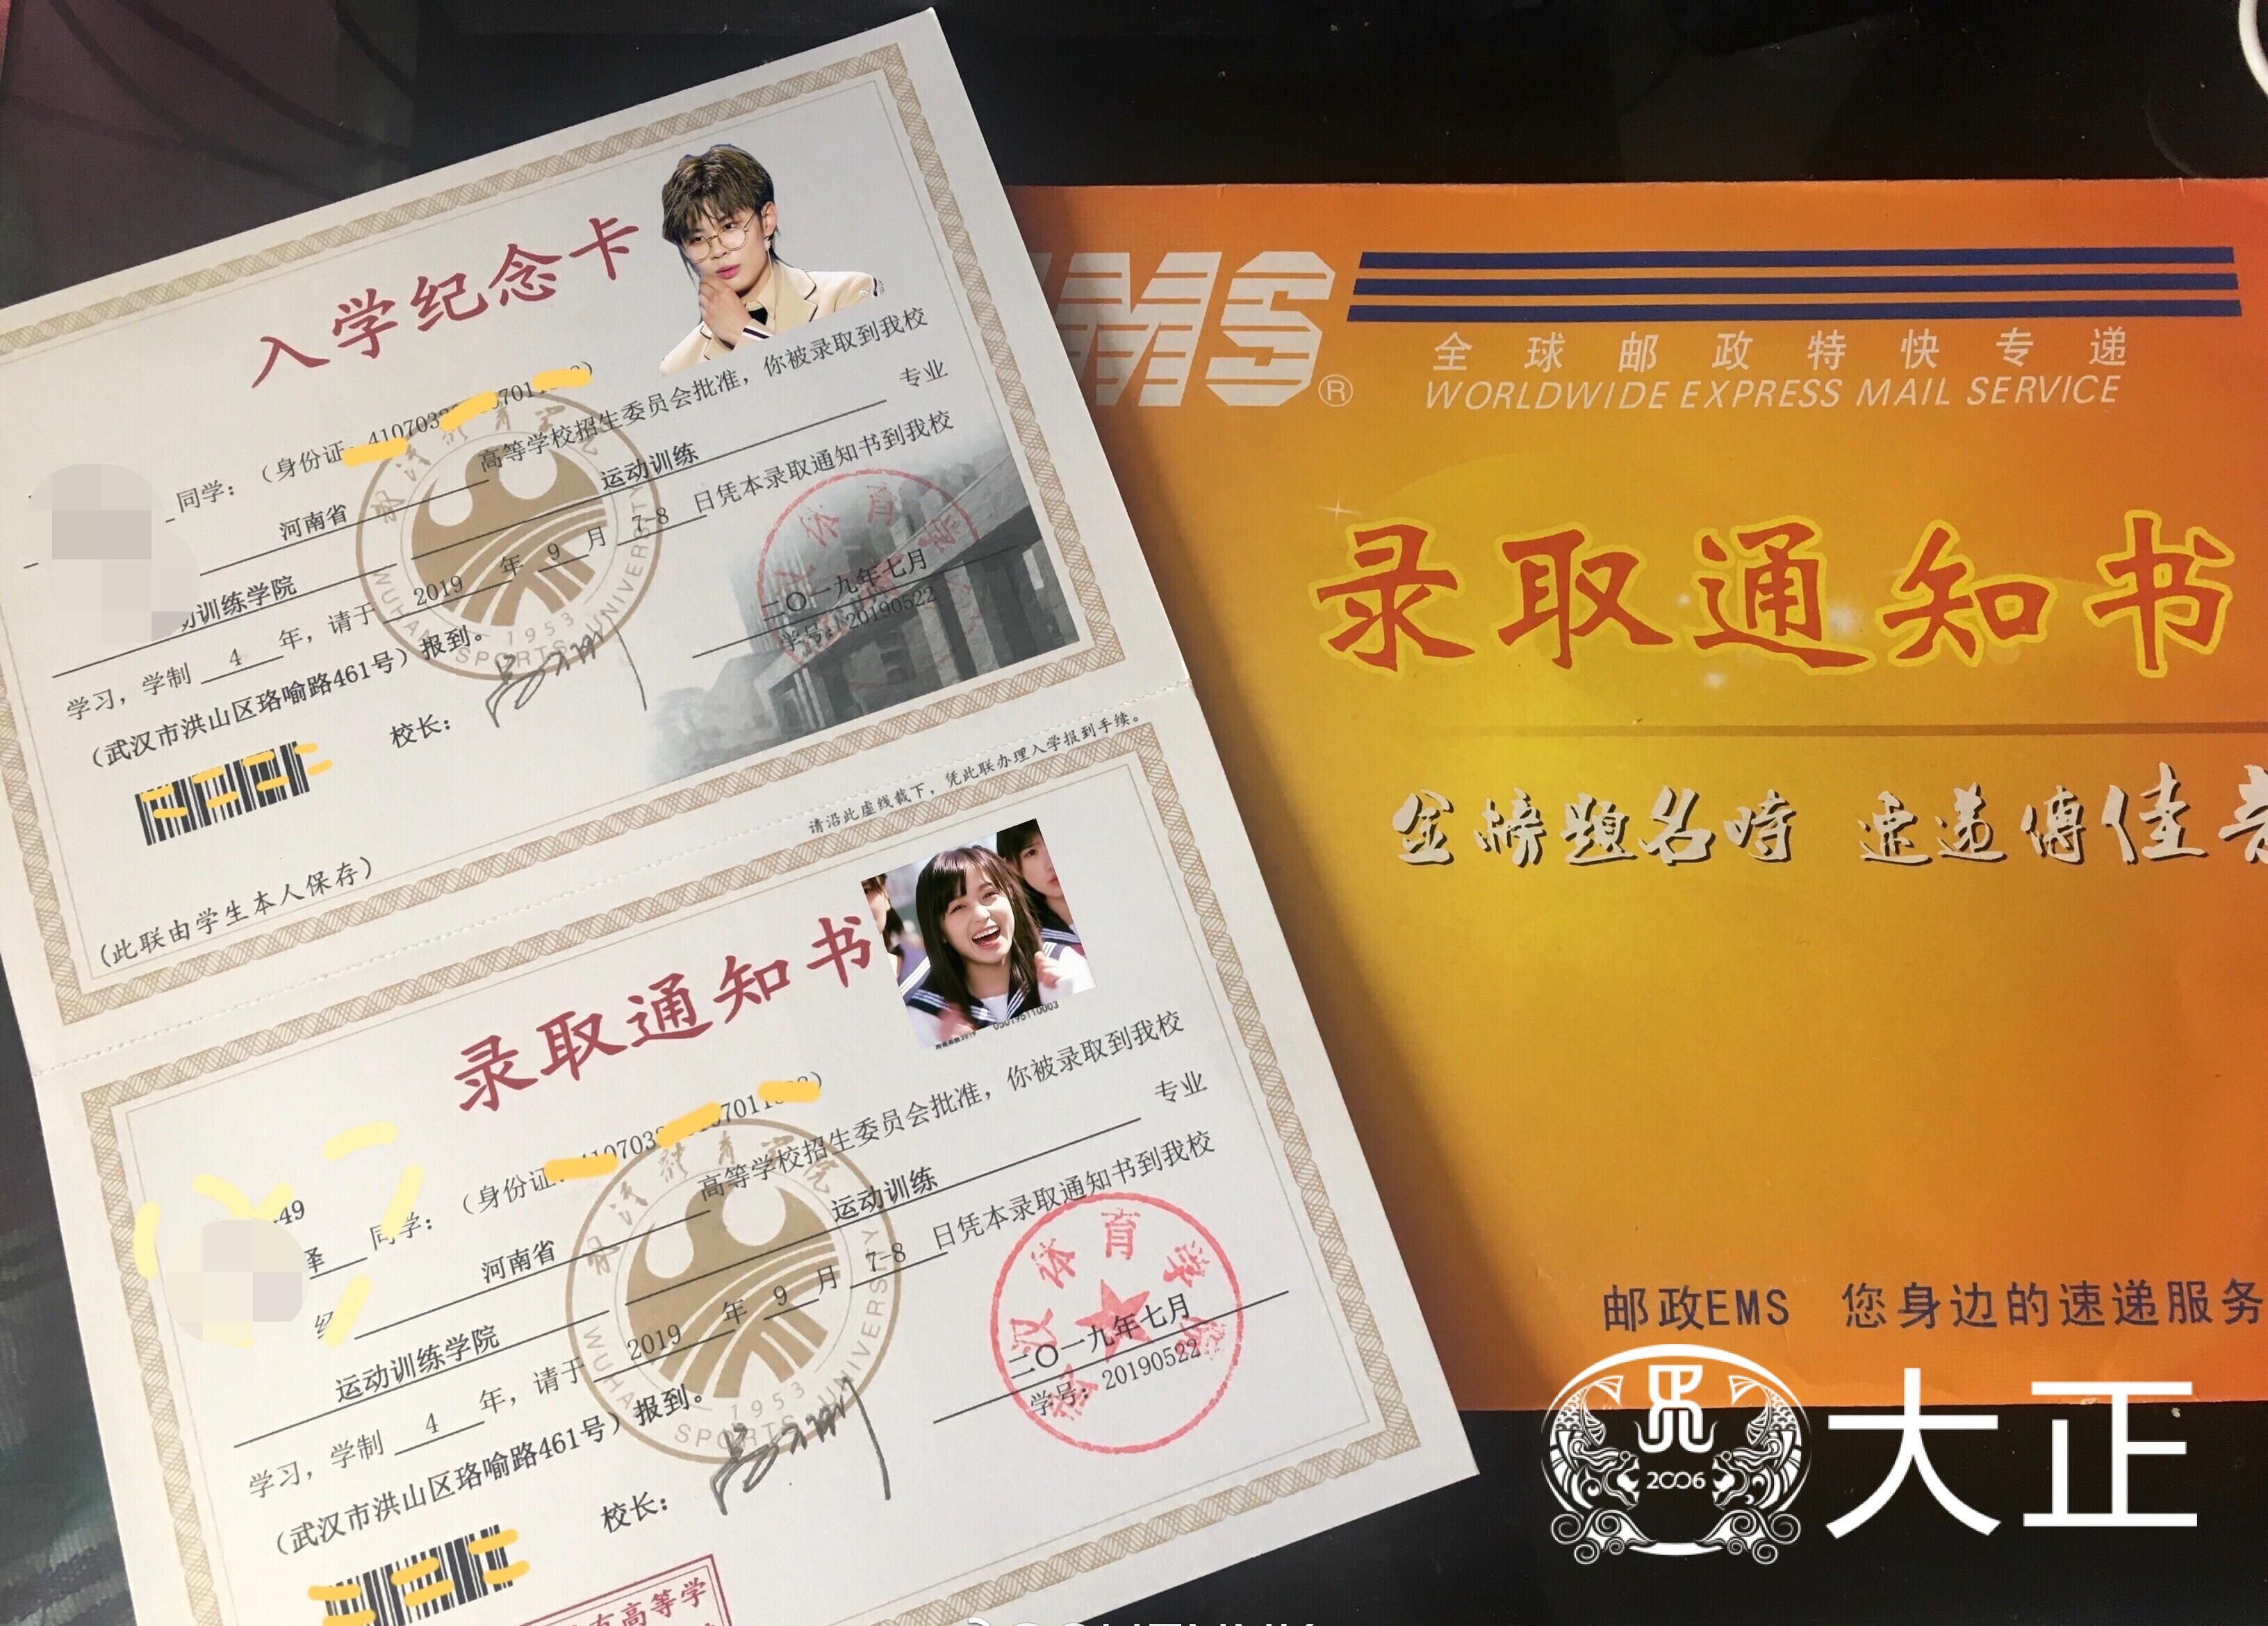 入学纪念卡
同学：（身份证
河南省 高等学校招生委员会批准，你被录取到我校
运动训练 专业
训练学院
学习，学制 4 年，请于 2019 年 9 月 7-8 日凭本录取通知书到我校
（武汉市洪山区珞喻路461号）报到。
校长：
二〇一九年七月
学号：20190522
WUHAN SPORTS UNIVERSITY
1953
（此联由学生本人保存）
请沿此虚线裁下，凭此联办理入学报到手续。
录取通知书
同学：（身份证
河南省 高等学校招生委员会批准，你被录取到我校
运动训练 专业
运动训练学院
学习，学制 4 年，请于 2019 年 9 月 7-8 日凭本录取通知书到我校
（武汉市洪山区珞喻路461号）报到。
校长：
二〇一九年七月
学号：20190522
WUHAN SPORTS UNIVERSITY
1953
高等学
EMS®
全球邮政特快专递
WORLDWIDE EXPRESS MAIL SERVICE
录取通知书
金榜题名时 速递傅佳音
邮政EMS 您身边的速递服务
2006
大正